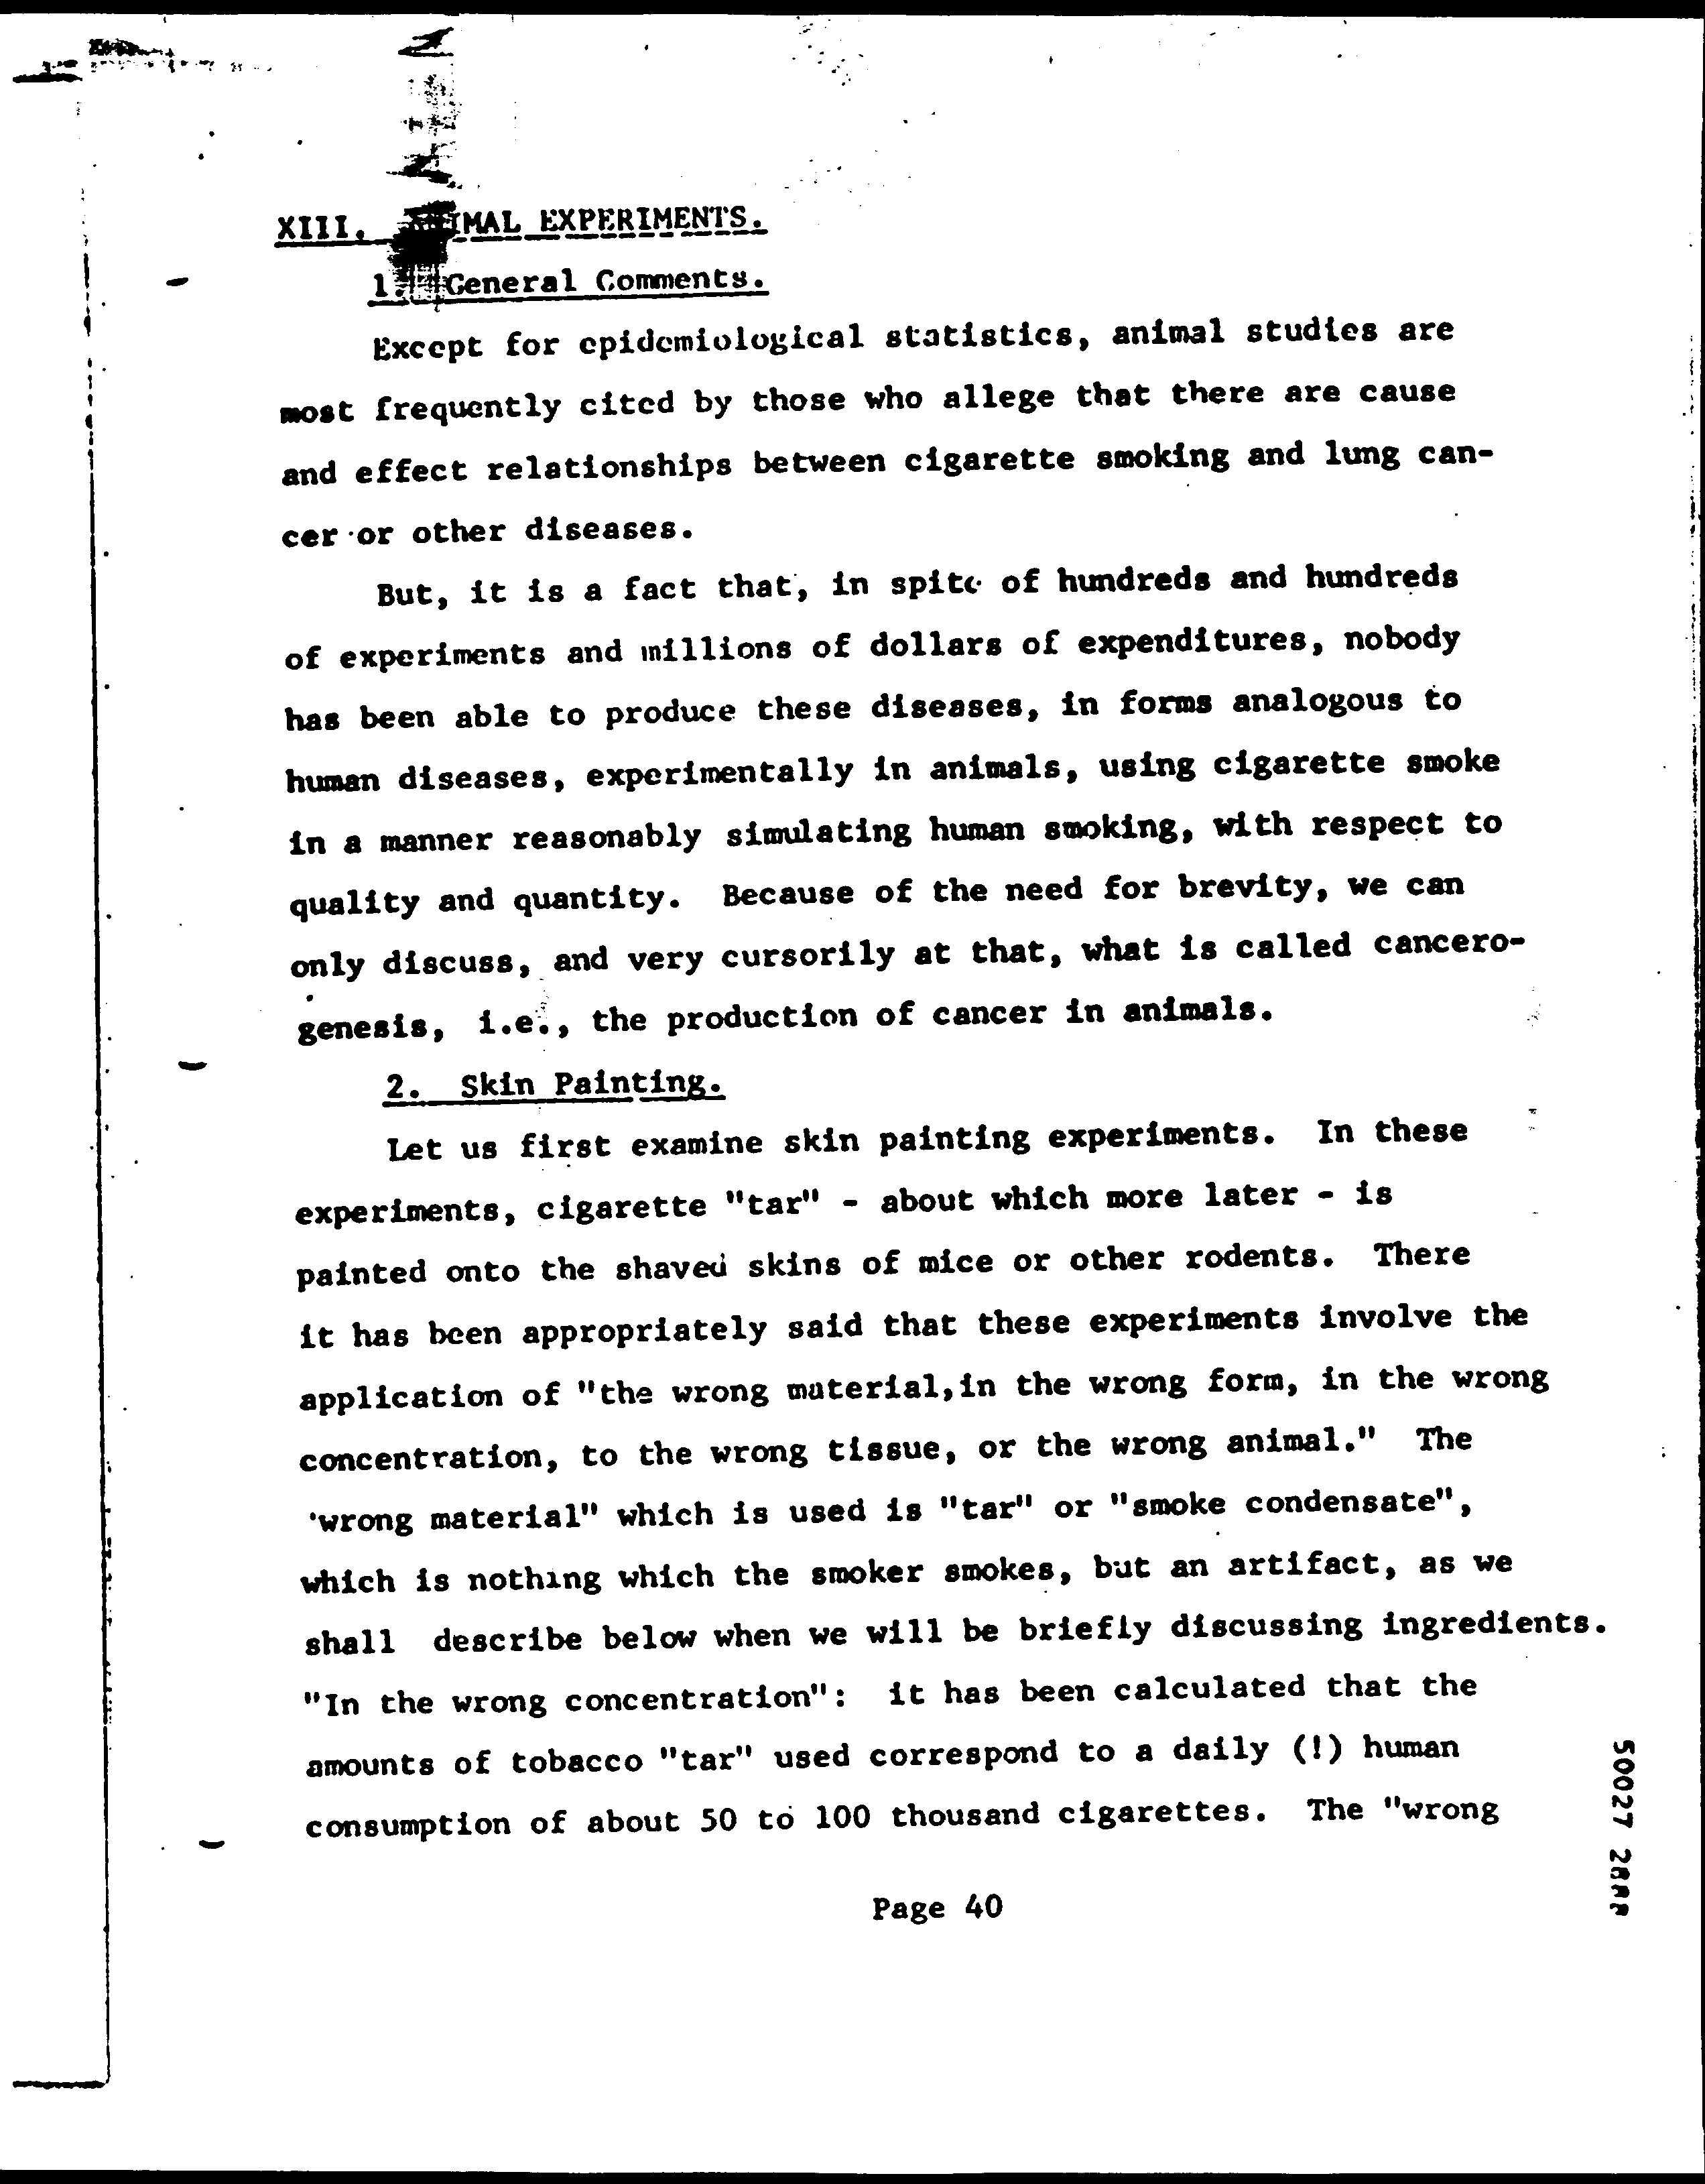 XIII. ANIMAL EXPERIMENTS.
1. General Comments.
Except for epidemiological statistics, animal studies are
most frequently cited by those who allege that there are cause
and effect relationships between cigarette smoking and lung can-
cer or other diseases.
But, it is a fact that, in spite of hundreds and hundreds
of experiments and millions of dollars of expenditures, nobody
has been able to produce these diseases, in forms analogous to
human diseases, experimentally in animals, using cigarette smoke
in a manner reasonably simulating human smoking, with respect to
quality and quantity. Because of the need for brevity, we can
only discuss, and very cursorily at that, what is called cancero-
genesis, i.e., the production of cancer in animals.
2. Skin Painting.
Let us first examine skin painting experiments. In these
experiments, cigarette "tar" - about which more later - is
painted onto the shaved skins of mice or other rodents. There
it has been appropriately said that these experiments involve the
application of "the wrong material,in the wrong form, in the wrong
concentration, to the wrong tissue, or the wrong animal." The
'wrong material" which is used is "tar" or "smoke condensate",
which is nothing which the smoker smokes, but an artifact, as we
shall describe below when we will be briefly discussing ingredients.
"In the wrong concentration": it has been calculated that the
amounts of tobacco "tar" used correspond to a daily (!) human
consumption of about 50 to 100 thousand cigarettes. The "wrong
Page 40
50027